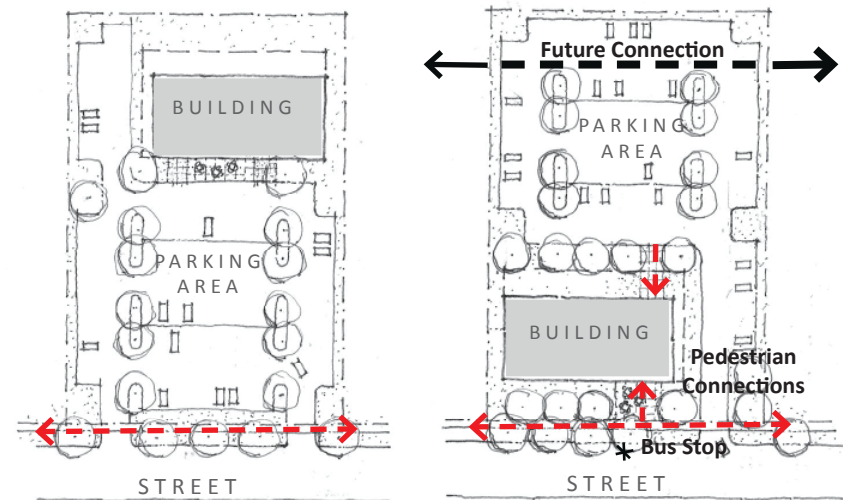 BUILDING
PARKING
AREA
STREET
Future Connection
PARKING
AREA
BUILDING
Pedestrian
Connections
* Bus Stop
STREET